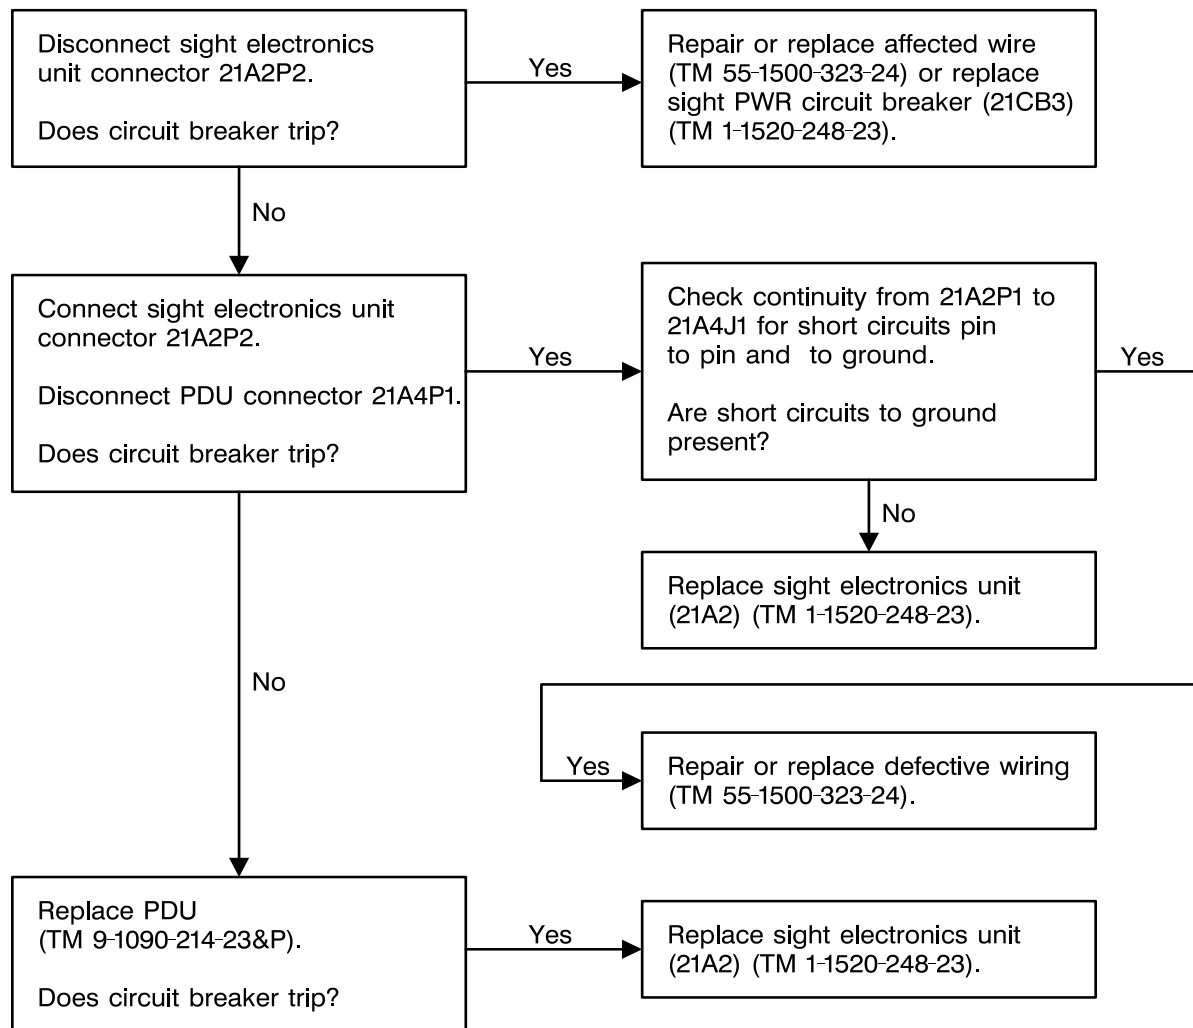 Disconnect sight electronics
unit connector 21A2P2.
Does circuit breaker trip?
Yes
Repair or replace affected wire
(TM 55-1500-323-24) or replace
sight PWR circuit breaker (21CB3)
(TM 1-1520-248-23).
No
Connect sight electronics unit
connector 21A2P2.
Disconnect PDU connector 21A4P1.
Does circuit breaker trip?
Yes
Check continuity from 21A2P1 to
21A4J1 for short circuits pin
to pin and to ground.
Are short circuits to ground
present?
Yes
No
Replace sight electronics unit
(21A2) (TM 1-1520-248-23).
No
Yes
Repair or replace defective wiring
(TM 55-1500-323-24).
Replace PDU
(TM 9-1090-214-23&P).
Does circuit breaker trip?
Yes
Replace sight electronics unit
(21A2) (TM 1-1520-248-23).